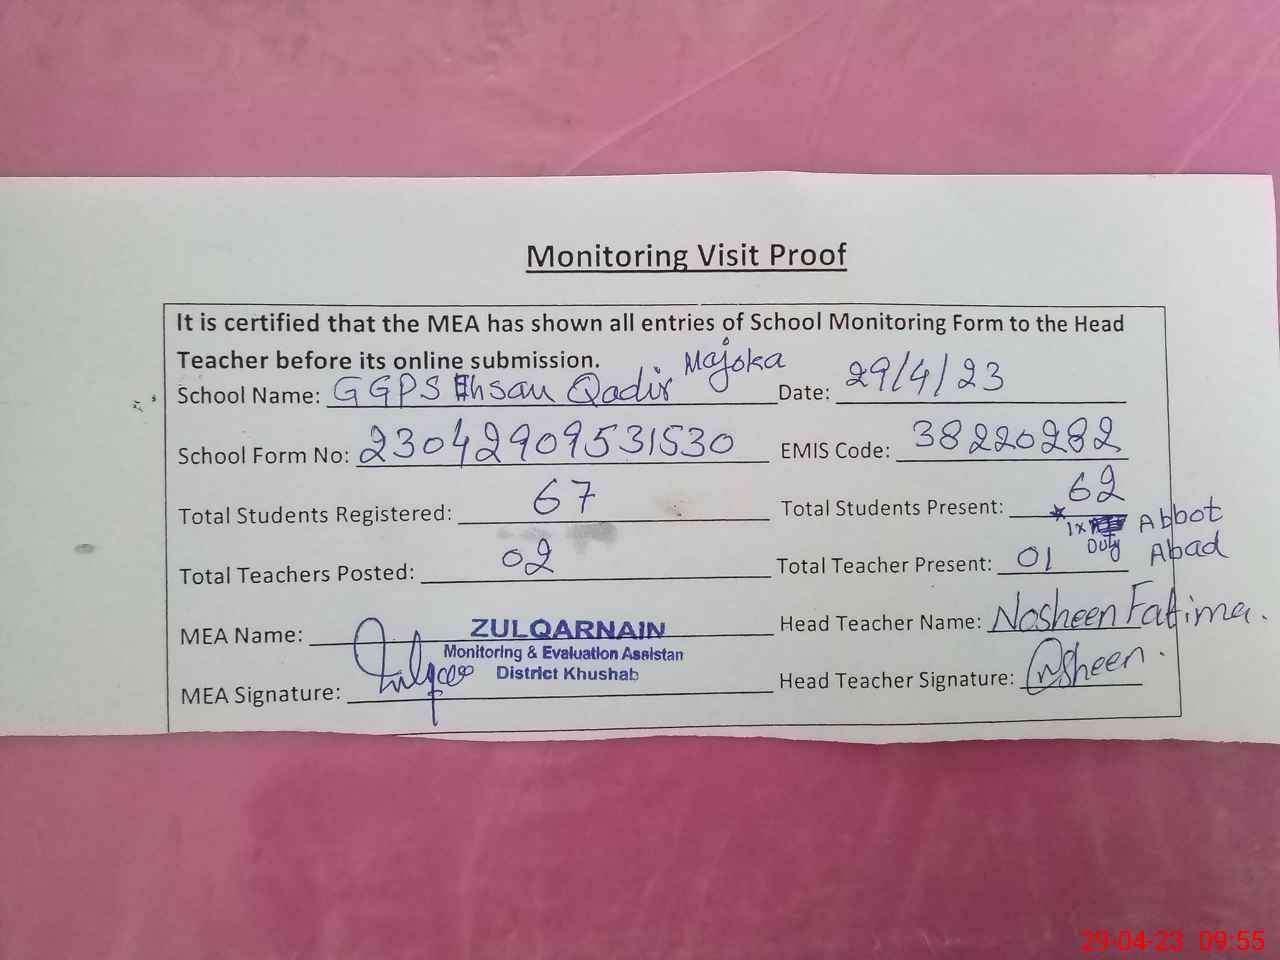 Monitoring Visit Proof
It is certified that the MEA has shown all entries of School Monitoring Form to the Head
Teacher before its online submission.
School Name: GGPS Ehsan Qadir Majoka Date: 29/4/23
School Form No: 23042909531530 EMIS Code: 38220282
Total Students Registered: 67 Total Students Present: 62
* 1x Duty Abbot Abad
Total Teachers Posted: 02 Total Teacher Present: 01
MEA Name: ZULQARNAIN Head Teacher Name: Nosheen Fatima.
Monitoring & Evaluation Assistan
District Khushab
MEA Signature: Head Teacher Signature: Nsheen.
29-04-23 09:55